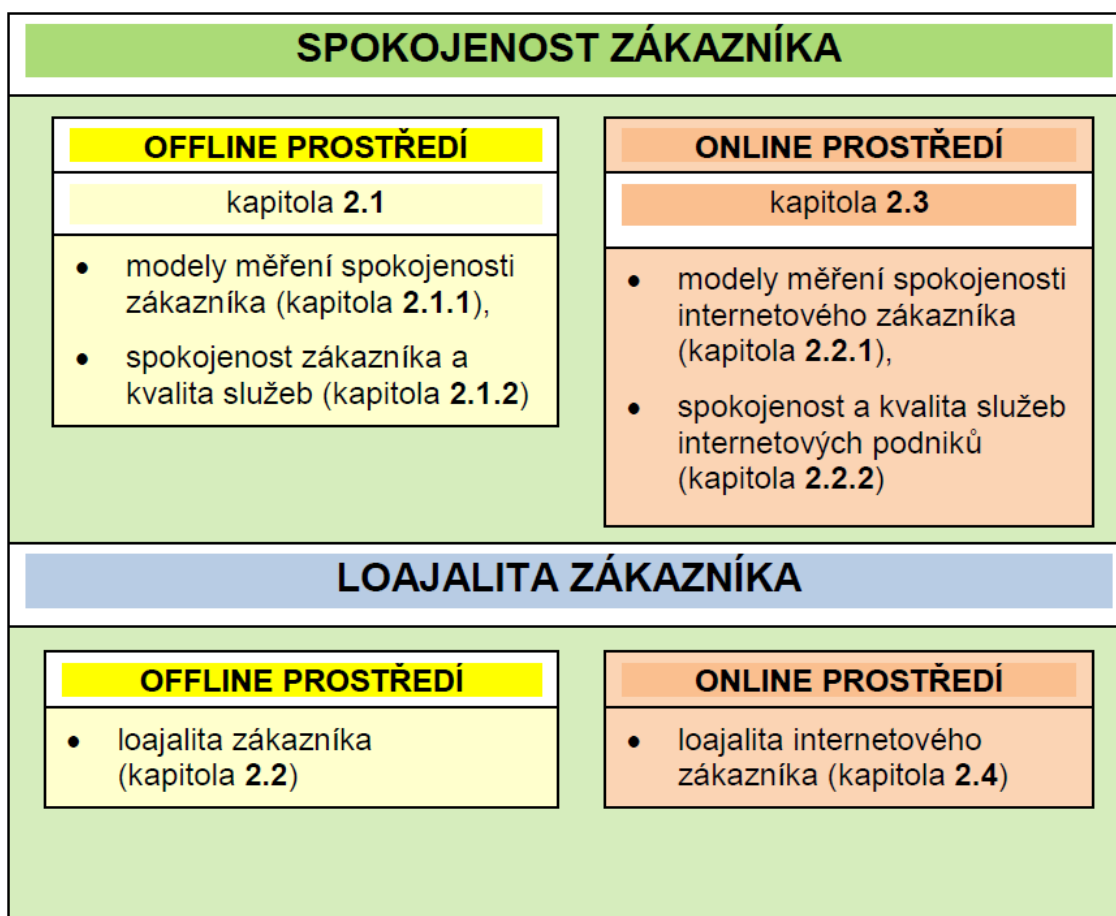 SPOKOJENOST ZÁKAZNÍKA
OFFLINE PROSTŘEDÍ
kapitola 2.1
• modely měření spokojenosti
zákazníka (kapitola 2.1.1),
• spokojenost zákazníka a
kvalita služeb (kapitola 2.1.2)
ONLINE PROSTŘEDÍ
kapitola 2.3
• modely měření spokojenosti
internetového zákazníka
(kapitola 2.2.1),
• spokojenost a kvalita služeb
internetových podniků
(kapitola 2.2.2)
LOAJALITA ZÁKAZNÍKA
OFFLINE PROSTŘEDÍ
• loajalita zákazníka
(kapitola 2.2)
ONLINE PROSTŘEDÍ
• loajalita internetového
zákazníka (kapitola 2.4)